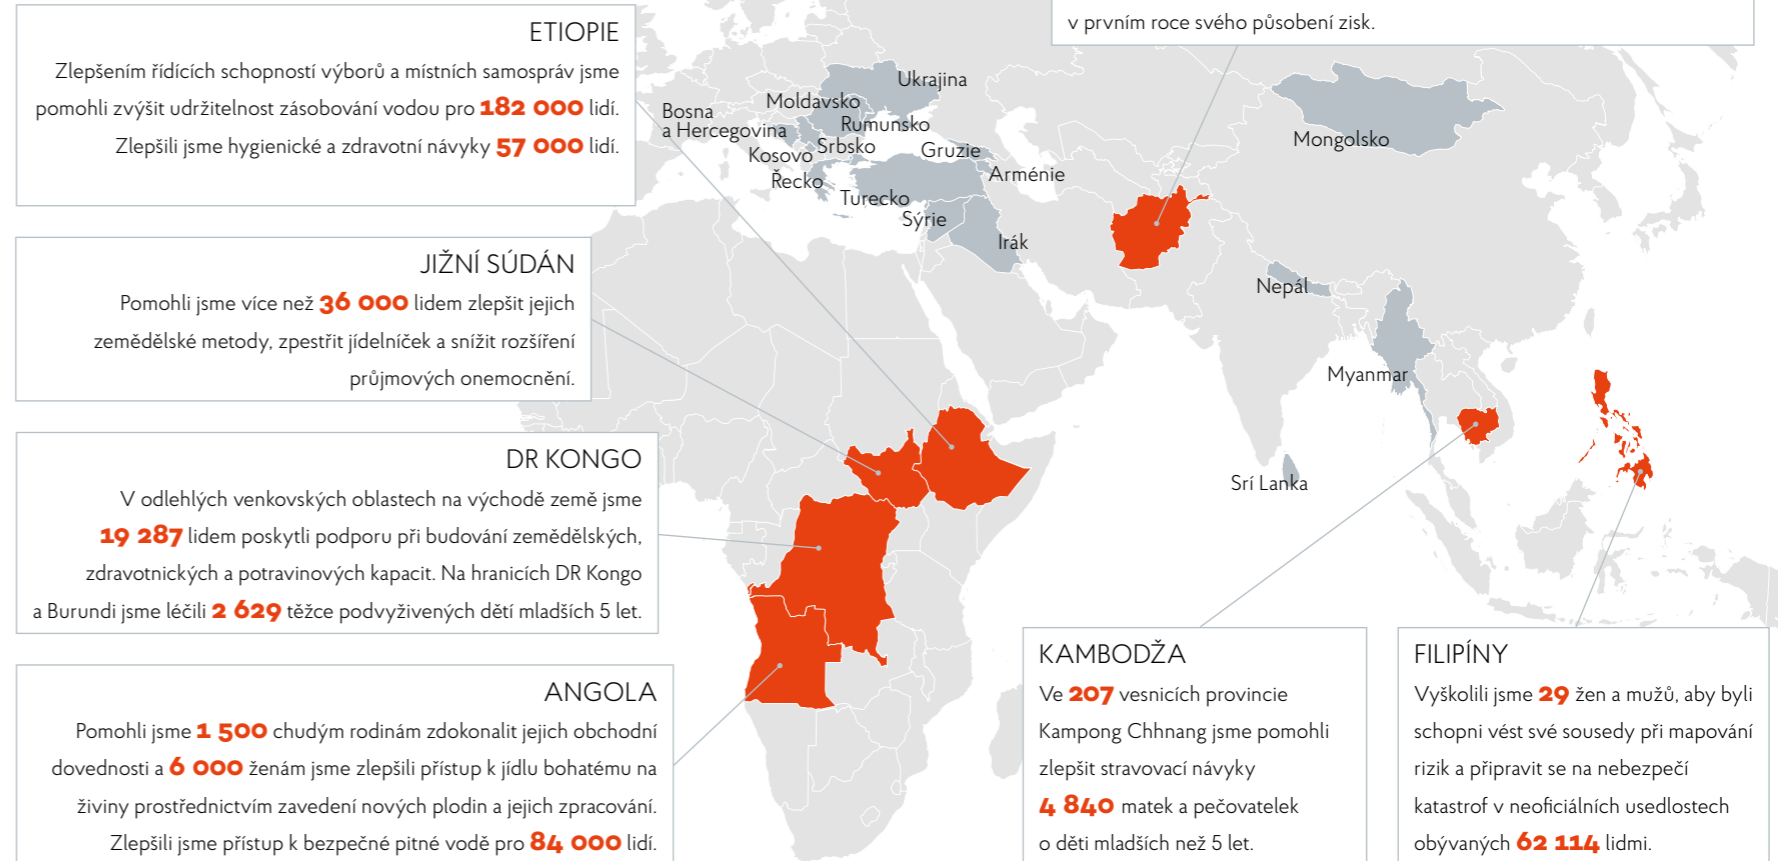 v prvním roce svého působení zisk.
ETIOPIE
Zlepšením řídících schopností výborů a místních samospráv jsme
pomohli zvýšit udržitelnost zásobování vodou pro 182 000 lidí.
Zlepšili jsme hygienické a zdravotní návyky 57 000 lidí.
JIŽNÍ SÚDÁN
Pomohli jsme více než 36 000 lidem zlepšit jejich
zemědělské metody, zpestřit jídelníček a snížit rozšíření
průjmových onemocnění.
DR KONGO
V odlehlých venkovských oblastech na východě země jsme
19 287 lidem poskytli podporu při budování zemědělských,
zdravotnických a potravinových kapacit. Na hranicích DR Kongo
a Burundi jsme léčili 2 629 těžce podvyživených dětí mladších 5 let.
ANGOLA
Pomohli jsme 1 500 chudým rodinám zdokonalit jejich obchodní
dovednosti a 6 000 ženám jsme zlepšili přístup k jídlu bohatému na
živiny prostřednictvím zavedení nových plodin a jejich zpracování.
Zlepšili jsme přístup k bezpečné pitné vodě pro 84 000 lidí.
Ukrajina
Moldavsko
Bosna
a Hercegovina
Rumunsko
Kosovo
Srbsko
Gruzie
Řecko
Arménie
Turecko
Sýrie
Irák
Mongolsko
Nepál
Myanmar
Srí Lanka
KAMBODŽA
Ve 207 vesnicích provincie
Kampong Chhnang jsme pomohli
zlepšit stravovací návyky
4 840 matek a pečovatelek
o děti mladších než 5 let.
FILIPÍNY
Vyškolili jsme 29 žen a mužů, aby byli
schopni vést své sousedy při mapování
rizik a připravit se na nebezpečí
katastrof v neoficiálních usedlostech
obývaných 62 114 lidmi.